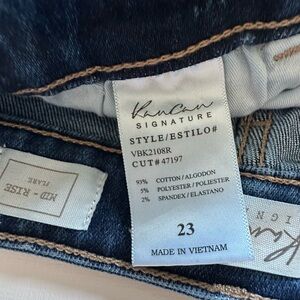 KanCan
SIGNATURE
STYLE/ESTILO#
VBK2108R
CUT# 47197
93% COTTON/ALGODON
5% POLYESTER/POLIESTER
2% SPANDEX/ELASTANO
23
MADE IN VIETNAM
MID - RISE
FLARE